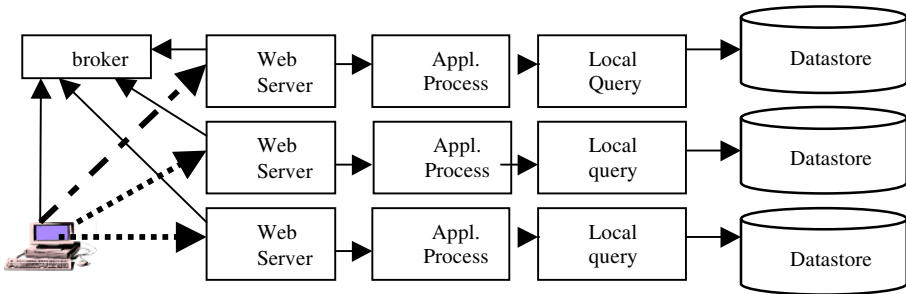 broker
Web
Server
Appl.
Process
Local
Query
Datastore
Web
Server
Appl.
Process
Local
query
Datastore
Web
Server
Appl.
Process
Local
query
Datastore